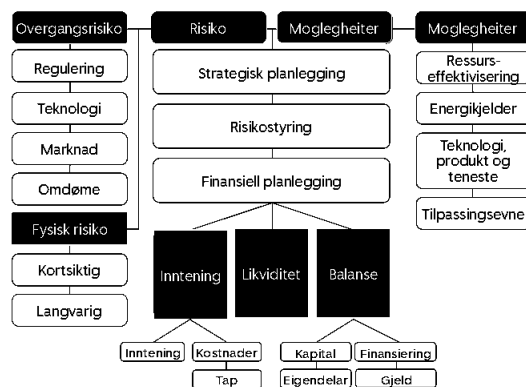 Overgangsrisiko
Regulering
Teknologi
Marknad
Omdøme
Fysisk risiko
Kortsiktig
Langvarig
Risiko
Moglegheiter
Strategisk planlegging
Risikostyring
Finansiell planlegging
Inntening
Likviditet
Balanse
Inntening
Kostnader
Tap
Kapital
Finansiering
Eigendelar
Gjeld
Moglegheiter
Ressurs-
effektivisering
Energikjelder
Teknologi,
produkt og
teneste
Tilpassingsevne